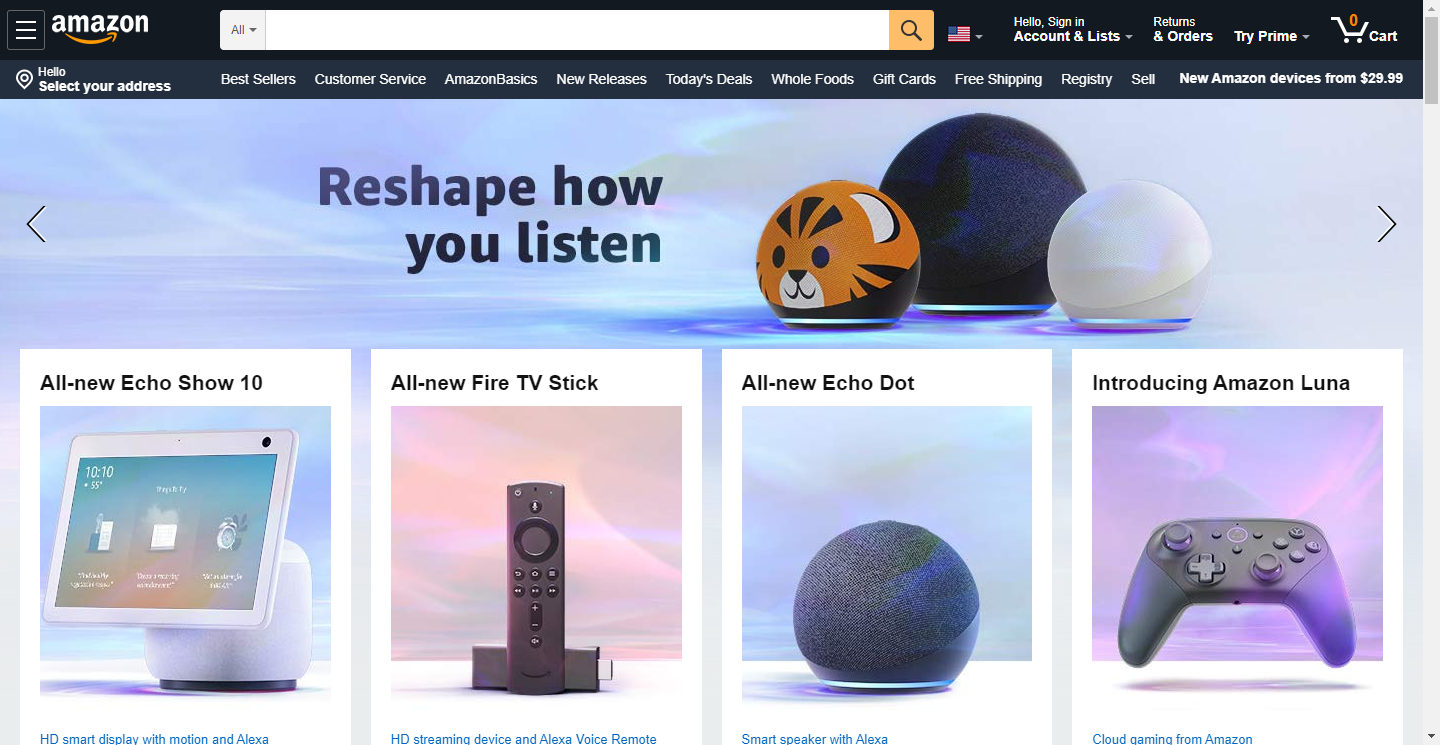 amazon
All
Hello, Sign in
Account & Lists
Returns
& Orders
Try Prime
0
Cart
Hello
Select your address
Best Sellers
Customer Service
AmazonBasics
New Releases
Today's Deals
Whole Foods
Gift Cards
Free Shipping
Registry
Sell
New Amazon devices from $29.99
Reshape how
you listen
All-new Echo Show 10
10:10
55°
Things To Try
HD smart display with motion and Alexa
All-new Fire TV Stick
HD streaming device and Alexa Voice Remote
All-new Echo Dot
Smart speaker with Alexa
Introducing Amazon Luna
Cloud gaming from Amazon